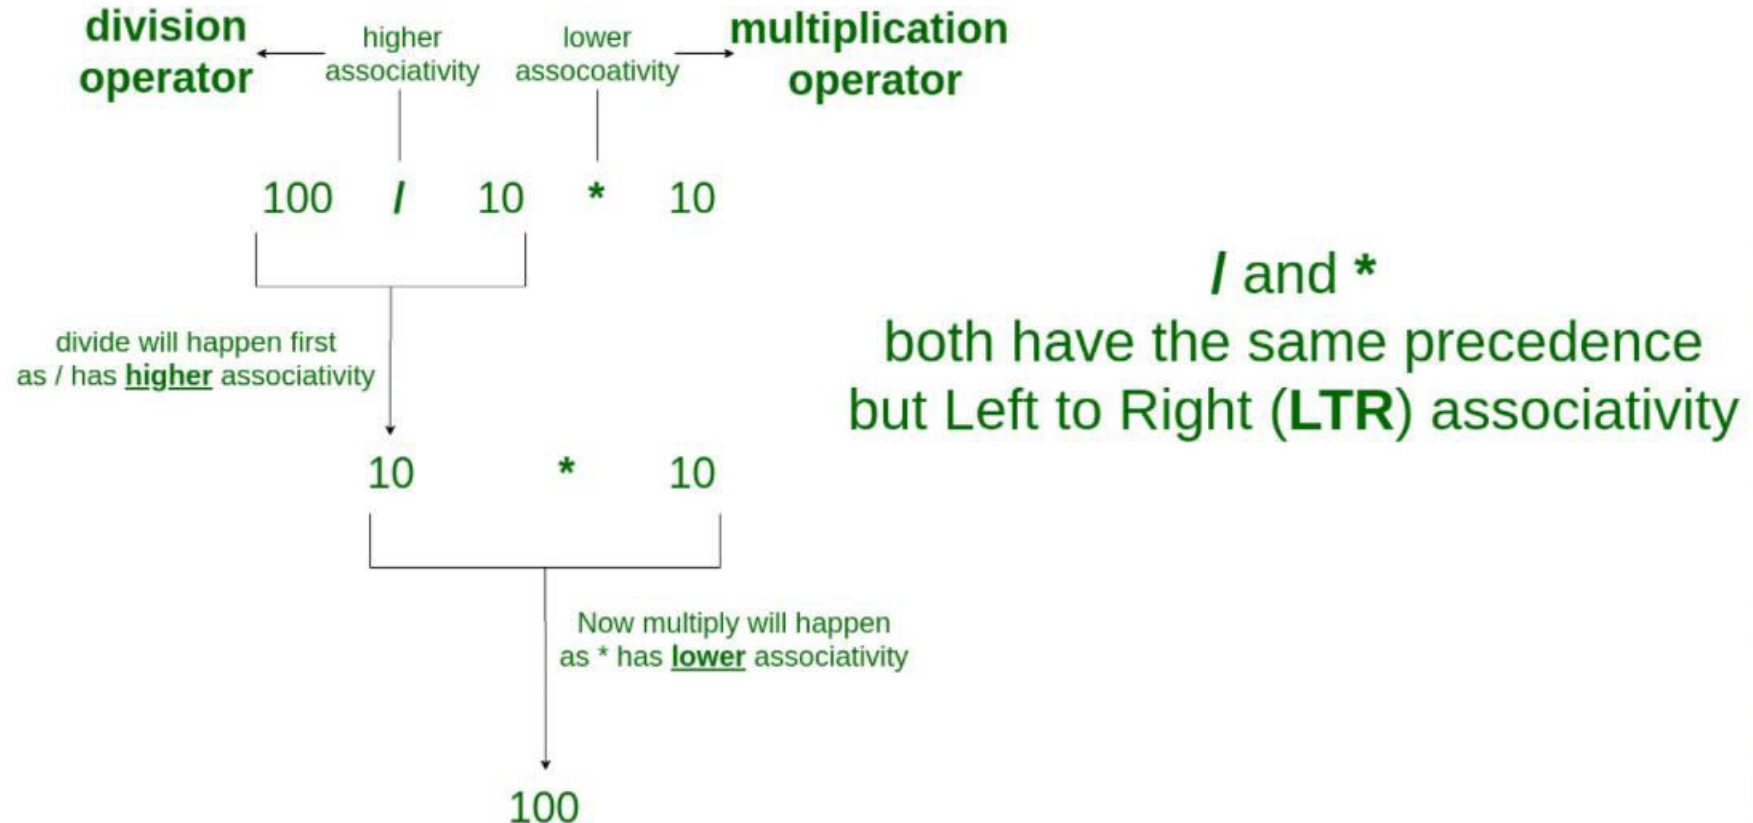 division
operator
higher
associativity
lower
assocoativity
multiplication
operator
100 / 10 * 10
divide will happen first
as / has higher associativity
10 * 10
Now multiply will happen
as * has lower associativity
100
/ and *
both have the same precedence
but Left to Right (LTR) associativity